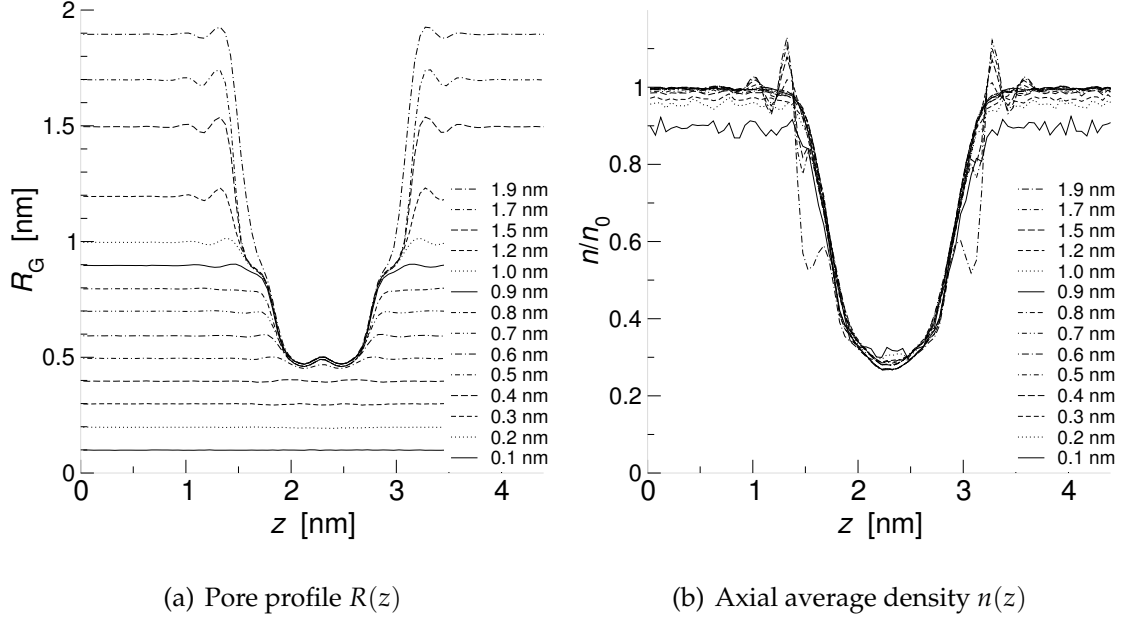 2
1.5
1
0.5
0
R_G [nm]
0 1 2 3 4
z [nm]
1.9 nm
1.7 nm
1.5 nm
1.2 nm
1.0 nm
0.9 nm
0.8 nm
0.7 nm
0.6 nm
0.5 nm
0.4 nm
0.3 nm
0.2 nm
0.1 nm
(a) Pore profile R(z)
1
0.8
0.6
0.4
0.2
0
n/n_0
0 1 2 3 4
z [nm]
1.9 nm
1.7 nm
1.5 nm
1.2 nm
1.0 nm
0.9 nm
0.8 nm
0.7 nm
0.6 nm
0.5 nm
0.4 nm
0.3 nm
0.2 nm
0.1 nm
(b) Axial average density n(z)